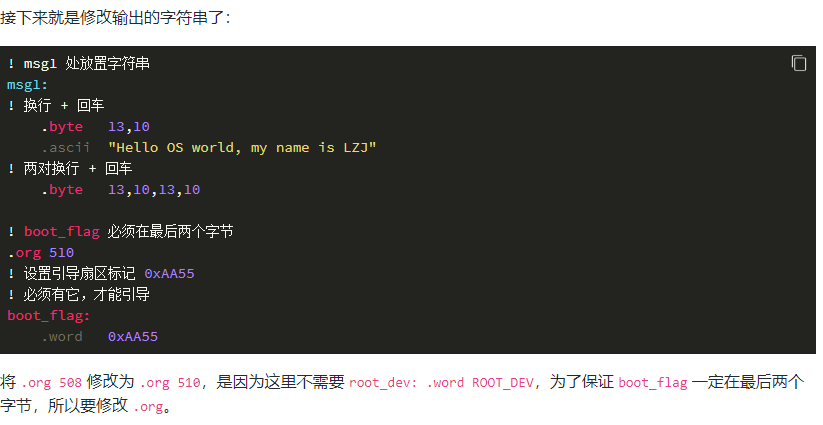 接下来就是修改输出的字符串了：
! msg1 处放置字符串
msg1:
! 换行 + 回车
.byte 13,10
.ascii "Hello OS world, my name is LZJ"
! 两对换行 + 回车
.byte 13,10,13,10
! boot_flag 必须在最后两个字节
.org 510
! 设置引导扇区标记 0xAA55
! 必须有它，才能引导
boot_flag:
.word 0xAA55
将 .org 508 修改为 .org 510，是因为这里不需要 root_dev: .word ROOT_DEV，为了保证 boot_flag 一定在最后两个
字节，所以要修改 .org。